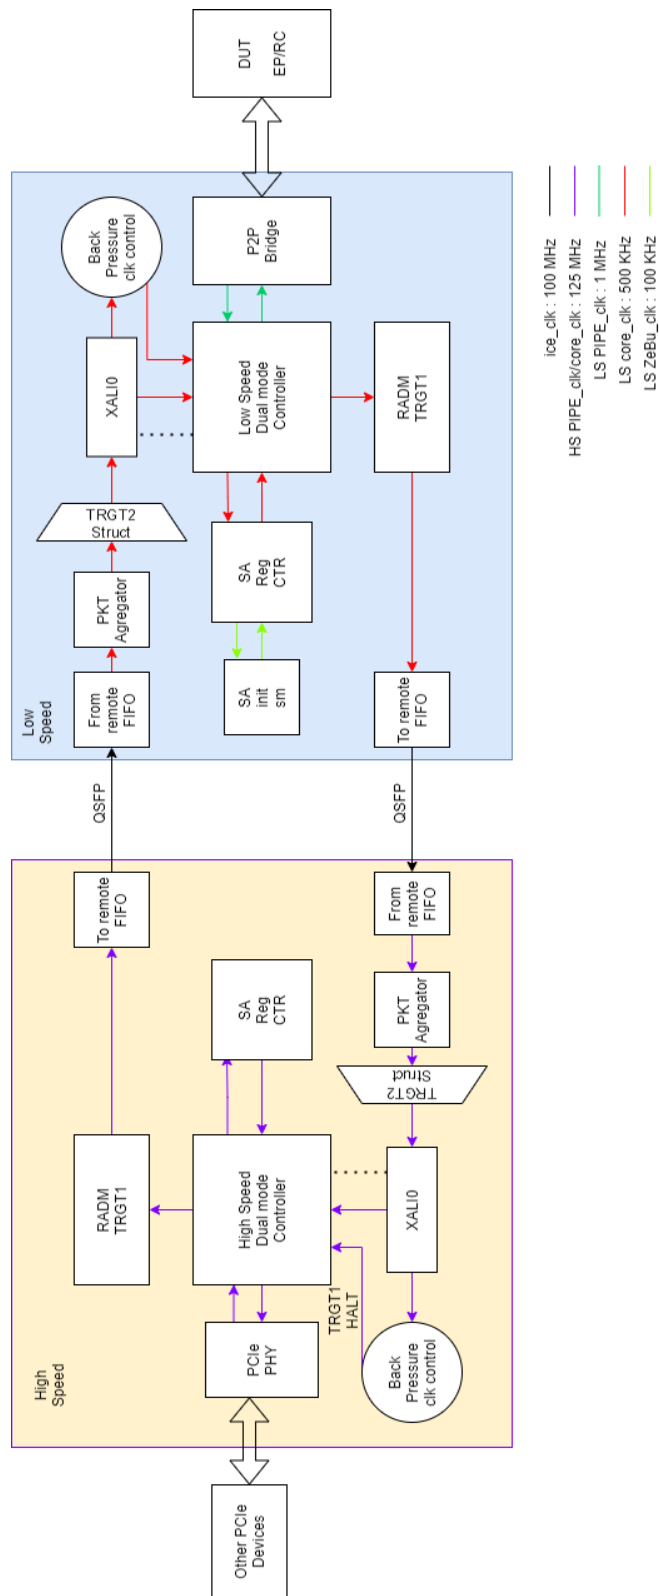 High
Speed
Other PCIe
Devices
PCIe
PHY
High Speed
Dual mode
Controller
RADM
TRGT1
SA
Reg
CTR
To remote
FIFO
TRGT1
HALT
Back
Pressure
clk control
XALI0
TRGT2
Struct
PKT
Agregator
From
remote
FIFO
QSFP
QSFP
Low
Speed
From
remote
FIFO
PKT
Agregator
TRGT2
Struct
XALI0
Back
Pressure
clk control
SA
init
sm
SA
Reg
CTR
Low Speed
Dual mode
Controller
P2P
Bridge
DUT
EP/RC
To remote
FIFO
RADM
TRGT1
ice_clk : 100 MHz
HS PIPE_clk/core_clk : 125 MHz
LS PIPE_clk : 1 MHz
LS core_clk : 500 KHz
LS ZeBu_clk : 100 KHz